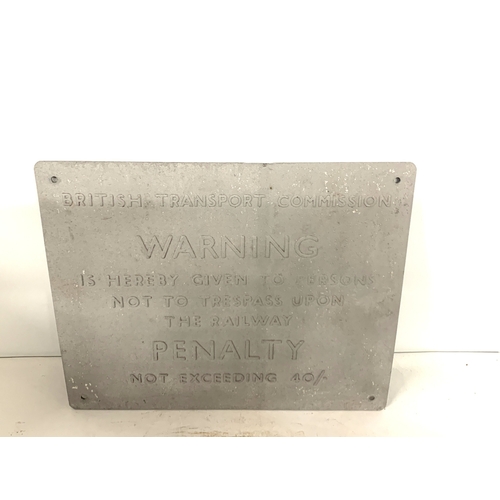 BRITISH TRANSPORT COMMISSION
WARNING
IS HEREBY GIVEN TO PERSONS
NOT TO TRESPASS UPON
THE RAILWAY
PENALTY
NOT EXCEEDING 40/-